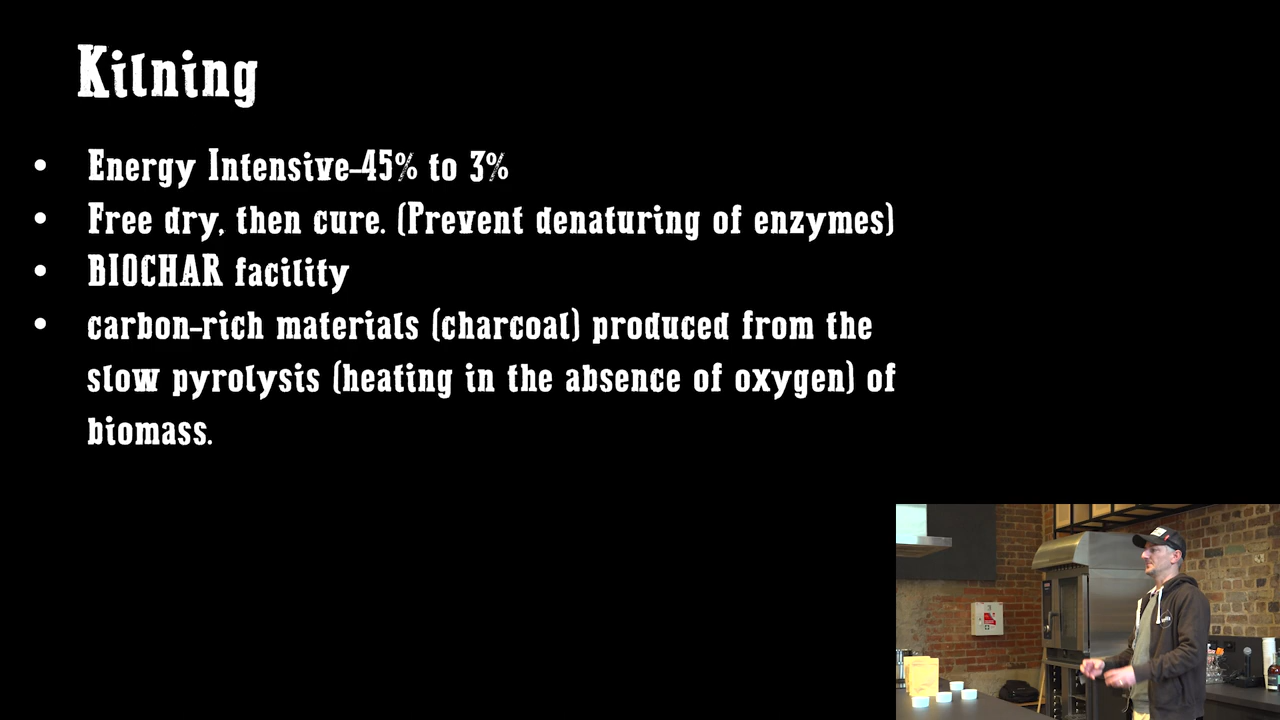 Kilning
• Energy Intensive-45% to 3%
• Free dry, then cure. (Prevent denaturing of enzymes)
• BIOCHAR facility
• carbon-rich materials (charcoal) produced from the
slow pyrolysis (heating in the absence of oxygen) of
biomass.